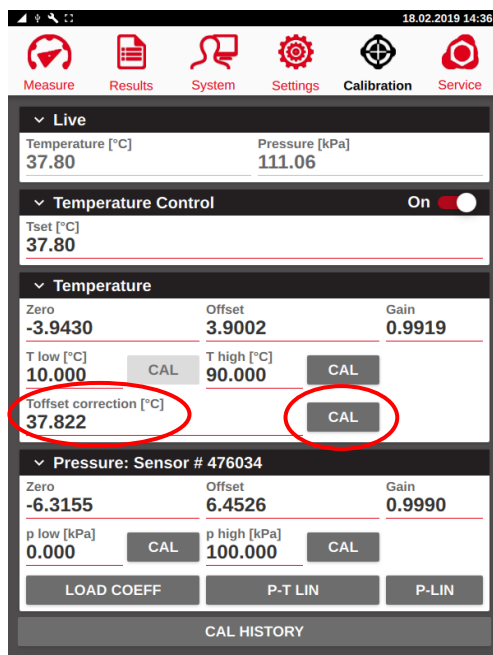 18.02.2019 14:36
Measure Results System Settings Calibration Service
Live
Temperature [°C] Pressure [kPa]
37.80 111.06
Temperature Control On
Tset [°C]
37.80
Temperature
Zero Offset Gain
-3.9430 3.9002 0.9919
T low [°C] T high [°C]
10.000 CAL 90.000 CAL
Toffset correction [°C]
37.822 CAL
Pressure: Sensor # 476034
Zero Offset Gain
-6.3155 6.4526 0.9990
p low [kPa] p high [kPa]
0.000 CAL 100.000 CAL
LOAD COEFF P-T LIN P-LIN
CAL HISTORY